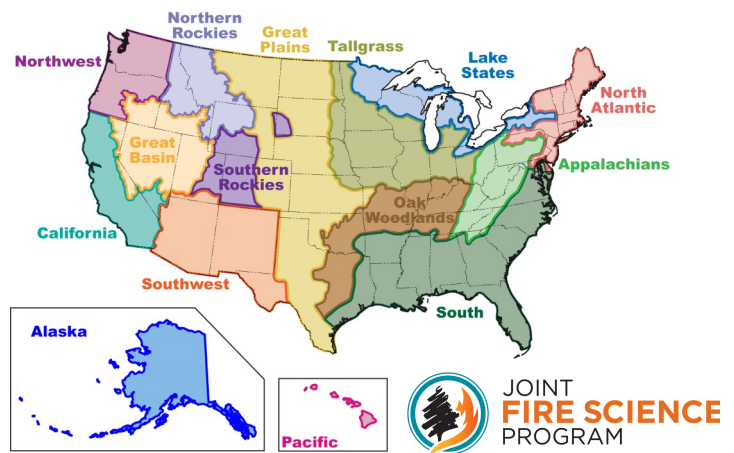 Northern
Rockies
Great
Plains
Tallgrass
Northwest
Lake
States
North
Atlantic
Great
Basin
Southern
Rockies
Appalachians
Oak
Woodlands
California
Southwest
South
Alaska
Pacific
JOINT
FIRE SCIENCE
PROGRAM